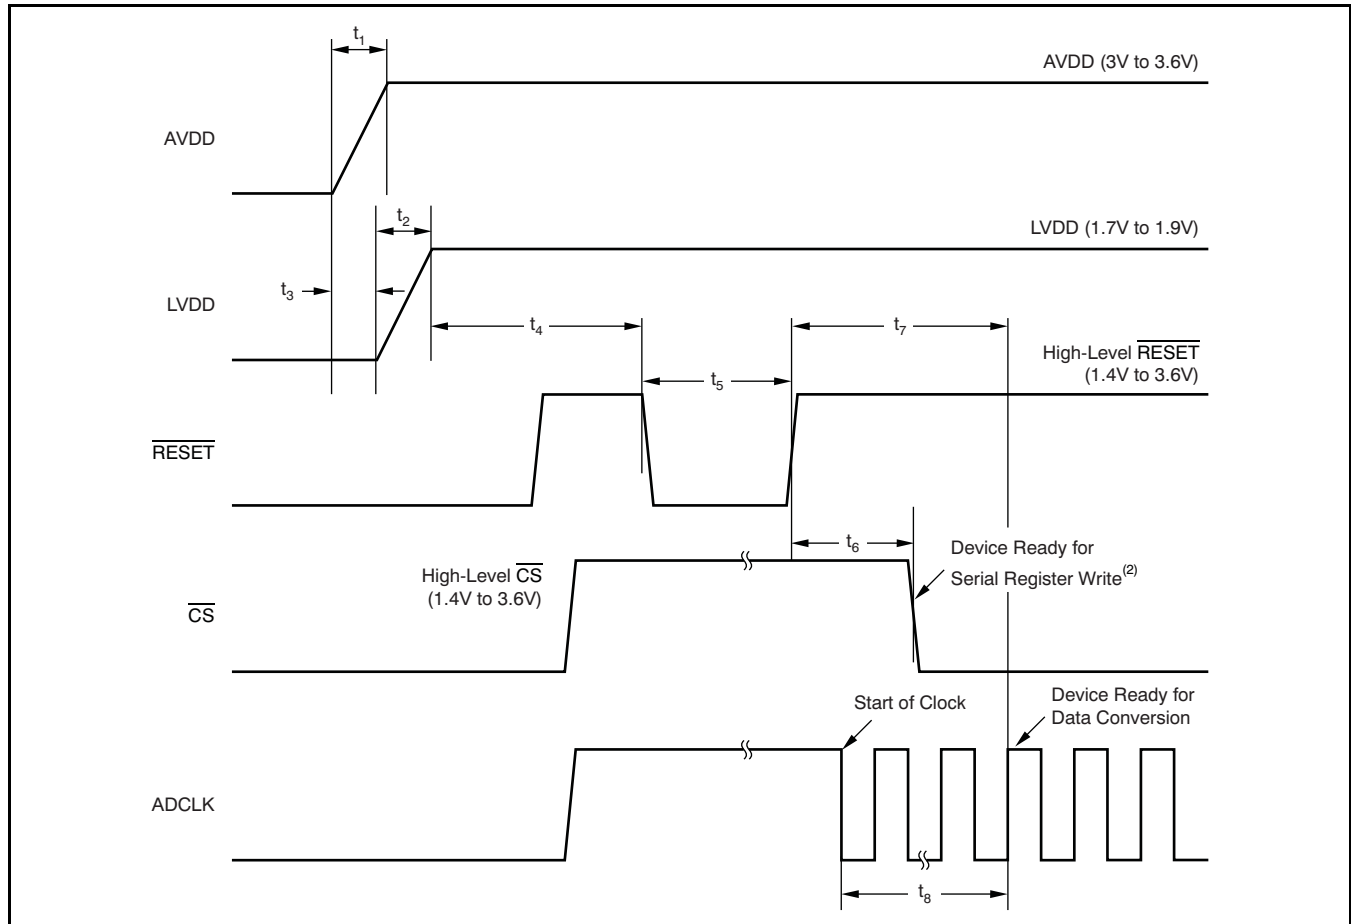 t1
AVDD (3V to 3.6V)
AVDD
t2
LVDD (1.7V to 1.9V)
t3
LVDD
t4
t7
High-Level RESET
(1.4V to 3.6V)
t5
RESET
t6
Device Ready for
Serial Register Write(2)
High-Level CS
(1.4V to 3.6V)
CS
Start of Clock
Device Ready for
Data Conversion
ADCLK
t8